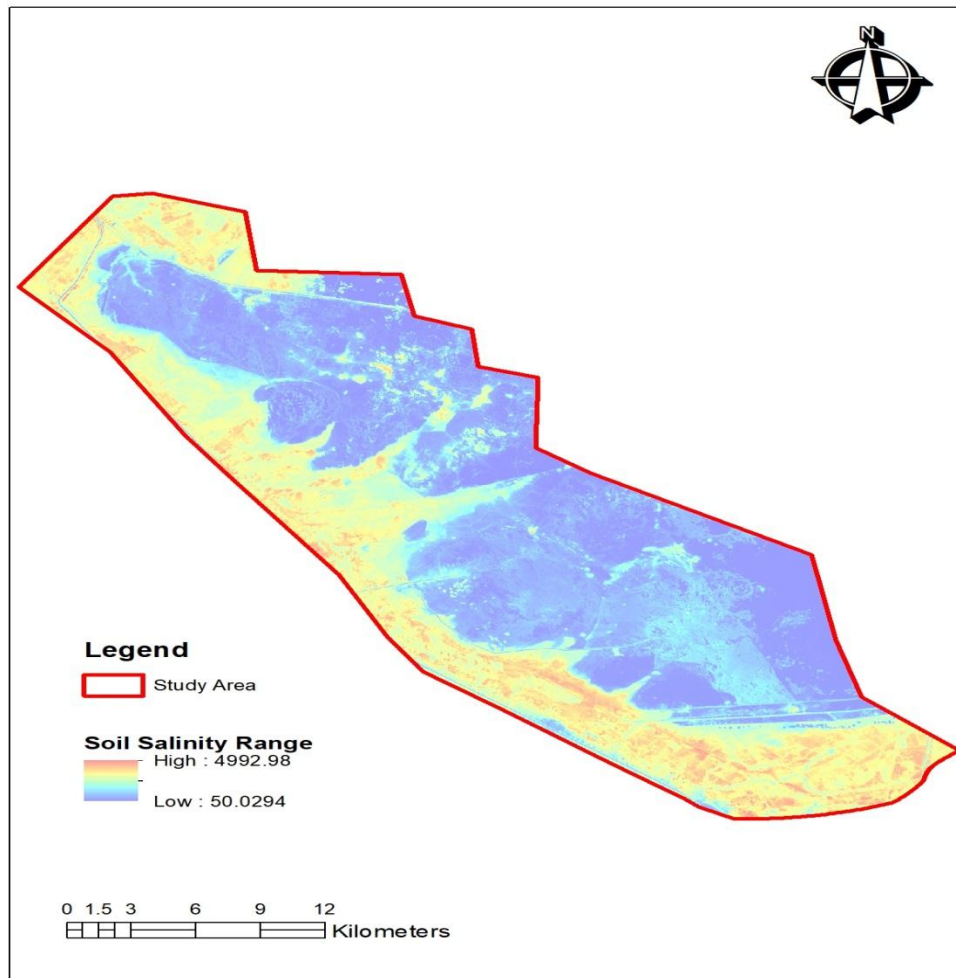 N
Legend
Study Area
Soil Salinity Range
High : 4992.98
Low : 50.0294
0 1.5 3 6 9 12
Kilometers